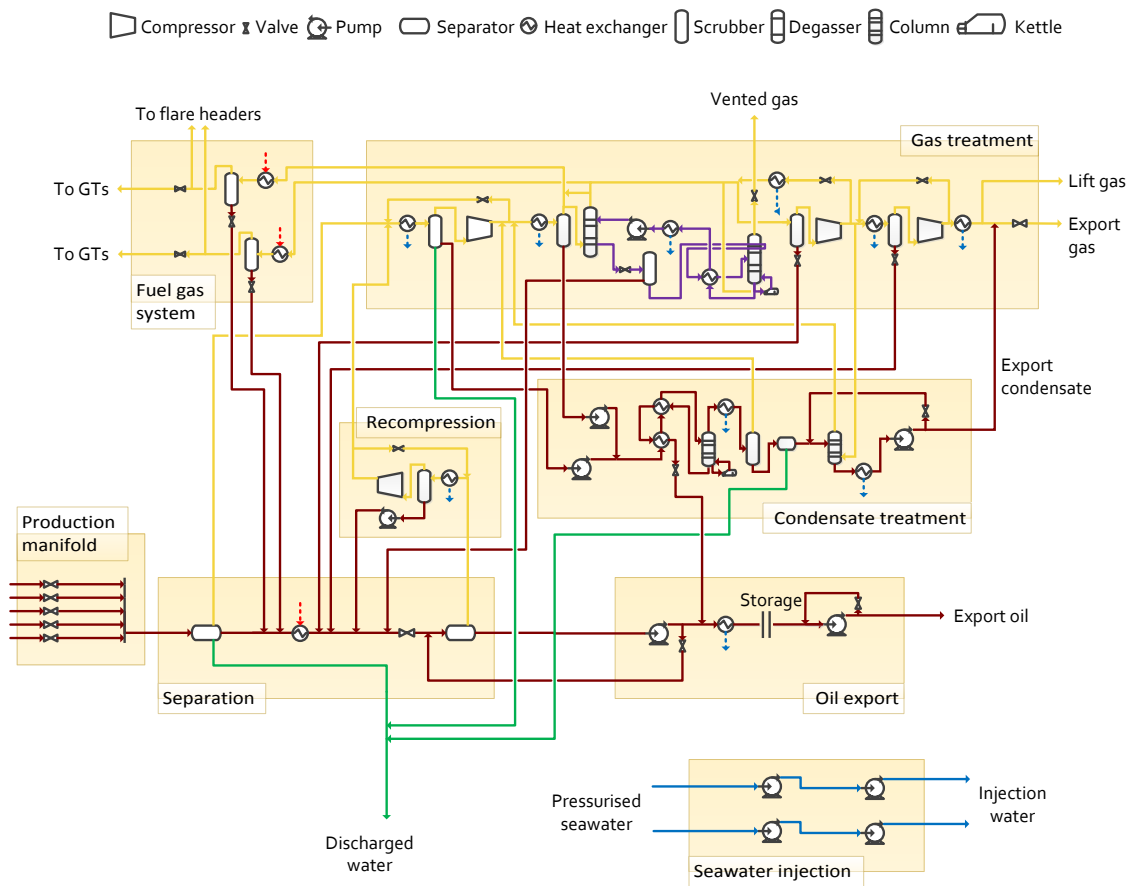 Compressor Valve Pump Separator Heat exchanger Scrubber Degasser Column Kettle
Vented gas
To flare headers
Gas treatment
To GTs
Lift gas
Export
gas
To GTs
Fuel gas
system
Export
condensate
Recompression
Condensate treatment
Production
manifold
Storage
Export oil
Separation
Oil export
Pressurised
seawater
Injection
water
Discharged
water
Seawater injection